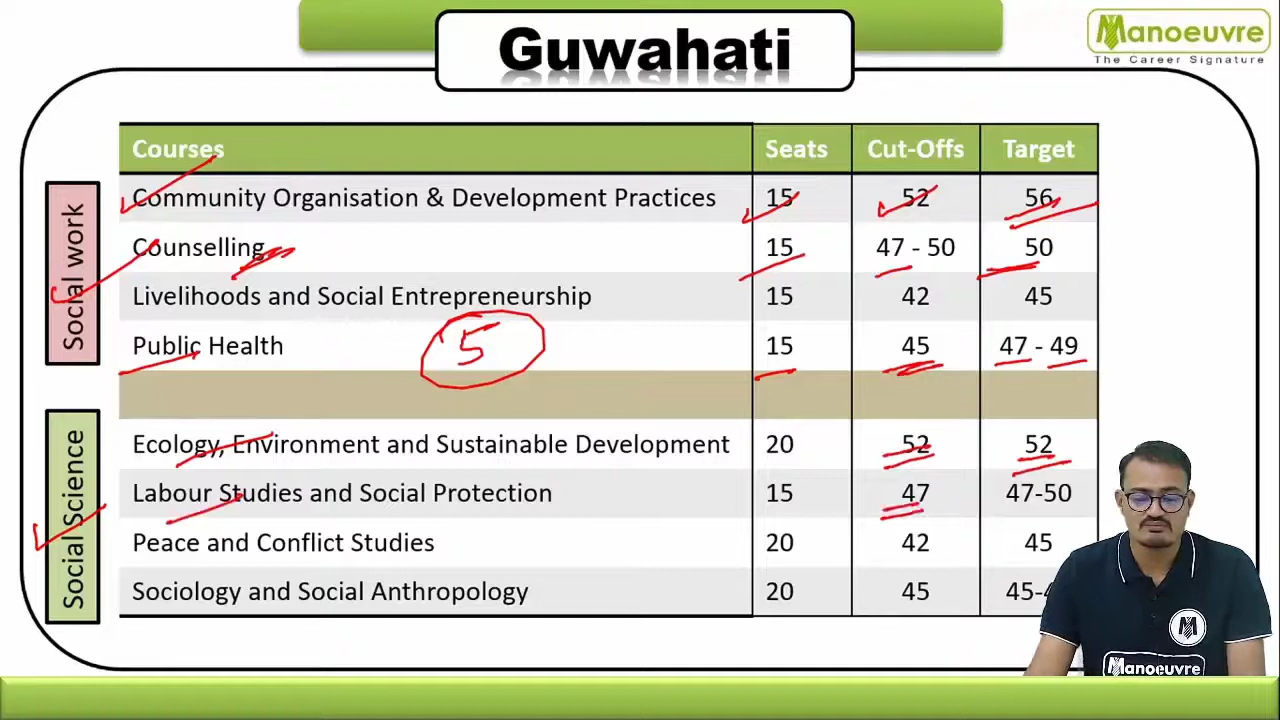 Guwahati
Manoeuvre
The Career Signature
Courses Seats Cut-Offs Target
Social work
Community Organisation & Development Practices 15 52 56
Counselling 15 47 - 50 50
Livelihoods and Social Entrepreneurship 15 42 45
Public Health 5 15 45 47 - 49
Social Science
Ecology, Environment and Sustainable Development 20 52 52
Labour Studies and Social Protection 15 47 47-50
Peace and Conflict Studies 20 42 45
Sociology and Social Anthropology 20 45
Manoeuvre